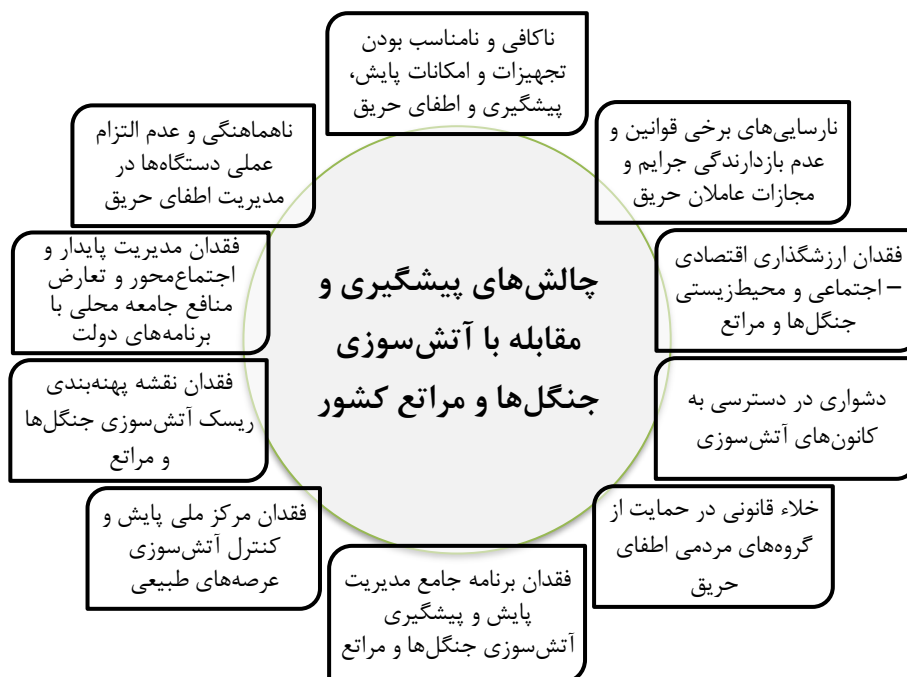 ناکافی و نامناسب بودن
تجهیزات و امکانات پایش،
پیشگیری و اطفای حریق
نارسایی‌های برخی قوانین و
عدم بازدارندگی جرایم و
مجازات عاملان حریق
فقدان ارزشگذاری اقتصادی
– اجتماعی و محیط‌زیستی
جنگل‌ها و مراتع
دشواری در دسترسی به
کانون‌های آتش‌سوزی
خلاء قانونی در حمایت از
گروه‌های مردمی اطفای
حریق
فقدان برنامه جامع مدیریت
پایش و پیشگیری
آتش‌سوزی جنگل‌ها و مراتع
فقدان مرکز ملی پایش و
کنترل آتش‌سوزی
عرصه‌های طبیعی
فقدان نقشه پهنه‌بندی
ریسک آتش‌سوزی جنگل‌ها
و مراتع
فقدان مدیریت پایدار و
اجتماع‌محور و تعارض
منافع جامعه محلی با
برنامه‌های دولت
ناهماهنگی و عدم التزام
عملی دستگاه‌ها در
مدیریت اطفای حریق
چالش‌های پیشگیری و
مقابله با آتش‌سوزی
جنگل‌ها و مراتع کشور